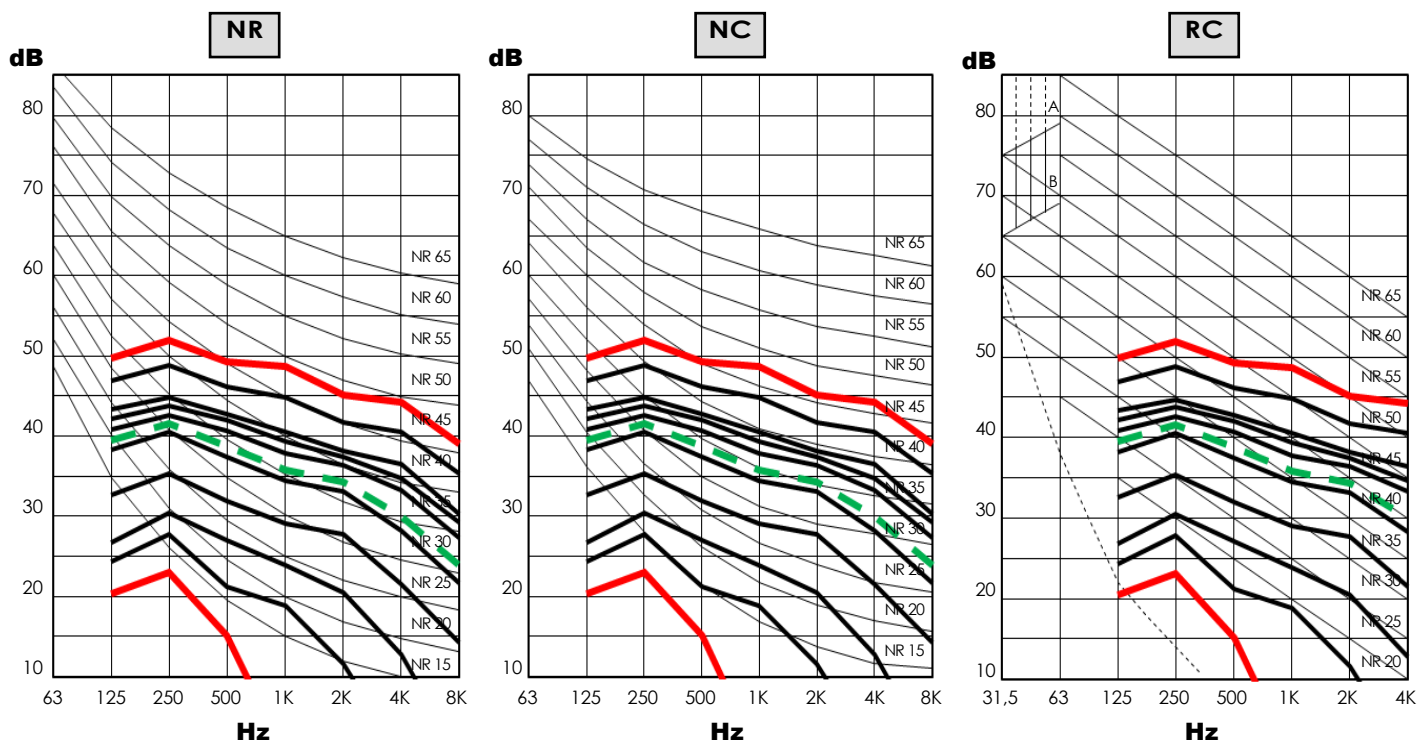 NR
dB
80
70
60
50
40
30
20
10
NR 65
NR 60
NR 55
NR 50
NR 45
NR 40
NR 35
NR 30
NR 25
NR 20
NR 15
63 125 250 500 1K 2K 4K 8K
Hz
NC
dB
80
70
60
50
40
30
20
10
NR 65
NR 60
NR 55
NR 50
NR 45
NR 40
NR 35
NR 30
NR 25
NR 20
NR 15
63 125 250 500 1K 2K 4K 8K
Hz
RC
dB
80
70
60
50
40
30
20
10
A
B
NR 65
NR 60
NR 55
NR 50
NR 45
NR 40
NR 35
NR 30
NR 25
NR 20
31,5 63 125 250 500 1K 2K 4K
Hz